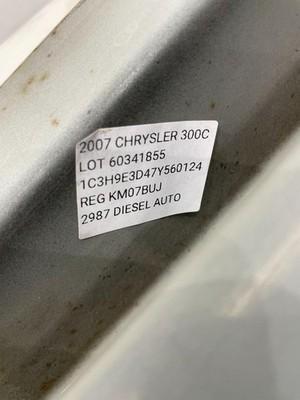 2007 CHRYSLER 300C
LOT 60341855
1C3H9E3D47Y560124
REG KM07BUJ
2987 DIESEL AUTO